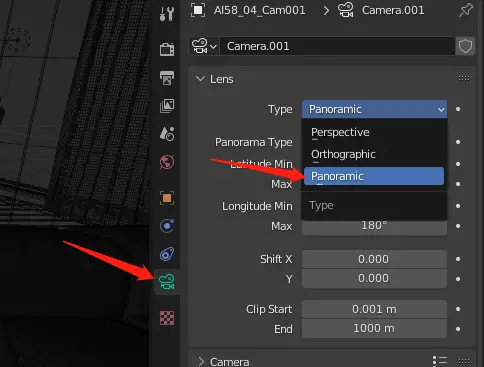 AI58_04_Cam001 > Camera.001
Camera.001
Lens
Type Panoramic
Perspective
Panorama Type
Orthographic
Latitude Min
Panoramic
Max
Longitude Min Type
Max 180°
Shift X 0.000
Y 0.000
Clip Start 0.001 m
End 1000 m
Camera